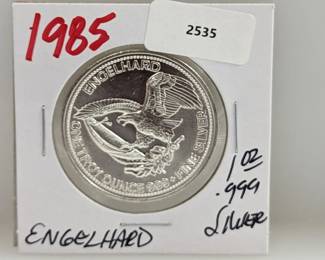 1985
2535
ENGELHARD
ONE TROY OUNCE 999+ FINE SILVER
1 OZ
.999
SILVER
ENGELHARD